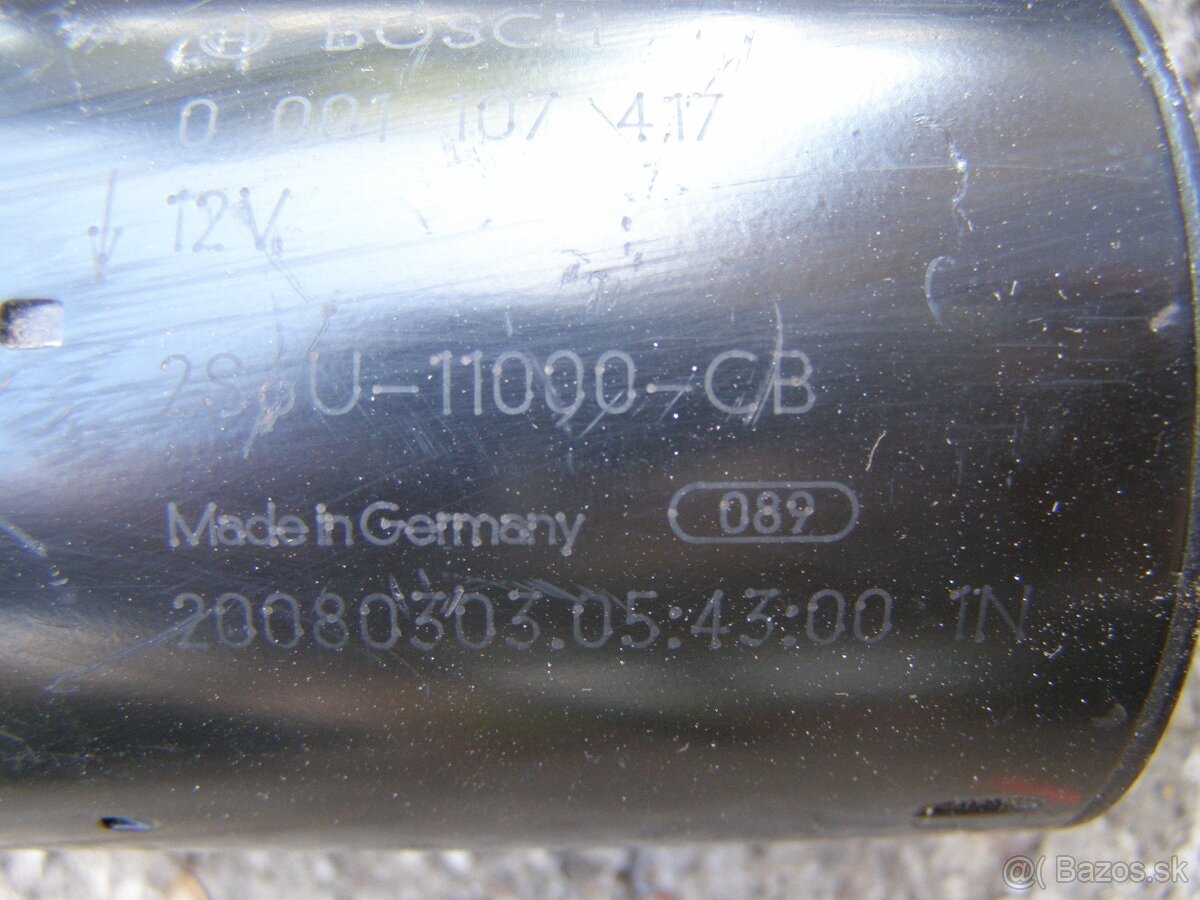 BOSCH
0 001 107 417
12V
2S6U-11000-CB
Made in Germany 089
20080303.05:43:00 1N
@( Bazos.sk